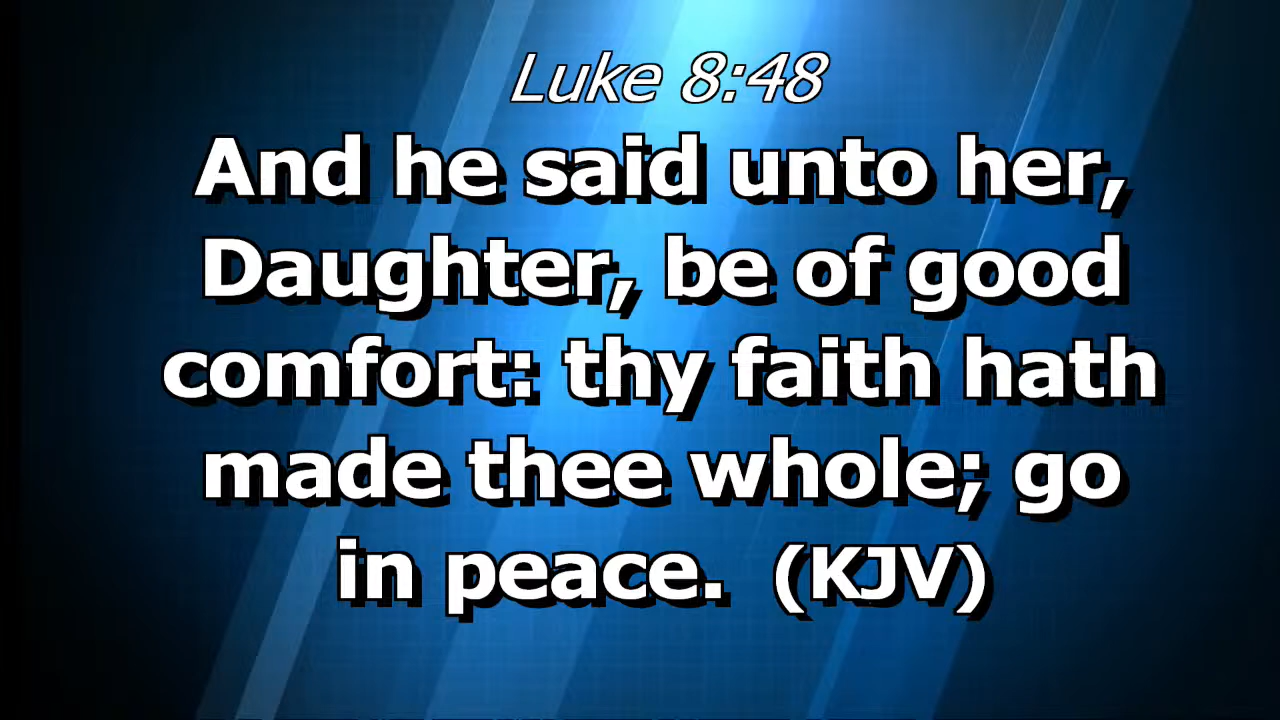 Luke 8:48
And he said unto her,
Daughter, be of good
comfort: thy faith hath
made thee whole; go
in peace.  (KJV)